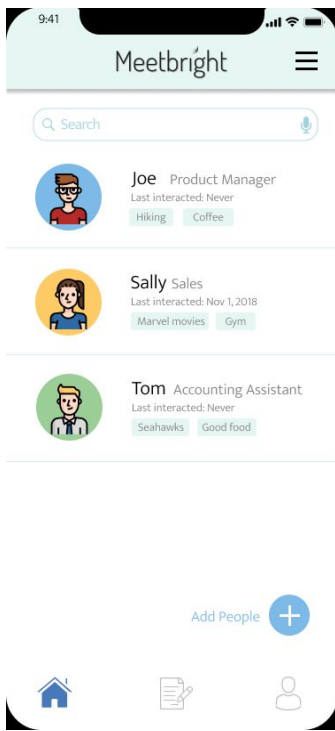 9:41
Meetbright
Search
Joe Product Manager
Last interacted: Never
Hiking Coffee
Sally Sales
Last interacted: Nov 1, 2018
Marvel movies Gym
Tom Accounting Assistant
Last interacted: Never
Seahawks Good food
Add People